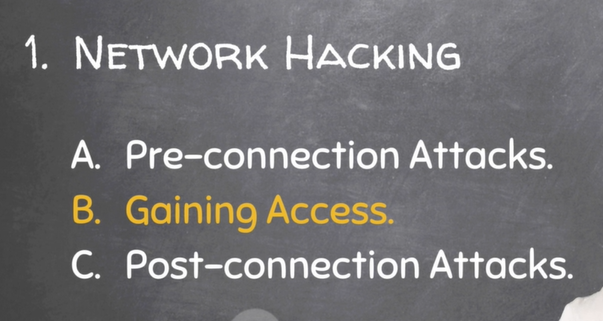 1. NETWORK HACKING
A. Pre-connection Attacks.
B. Gaining Access.
C. Post-connection Attacks.